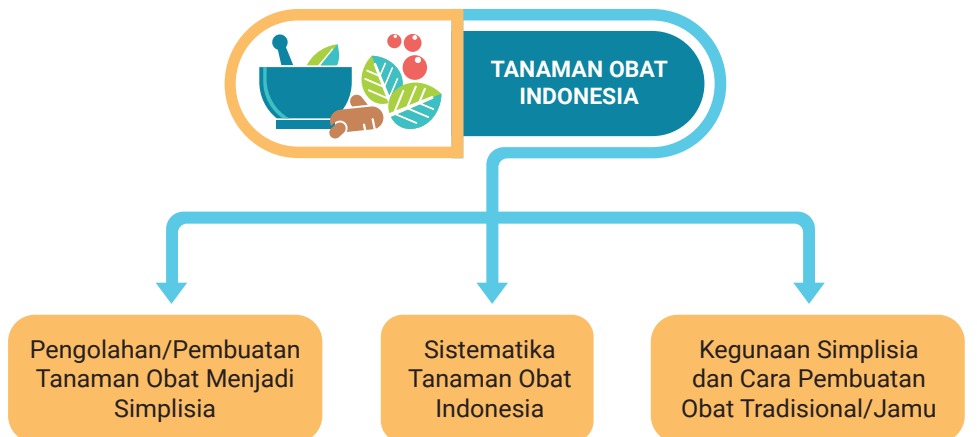 TANAMAN OBAT
INDONESIA
Pengolahan/Pembuatan
Tanaman Obat Menjadi
Simplisia
Sistematika
Tanaman Obat
Indonesia
Kegunaan Simplisia
dan Cara Pembuatan
Obat Tradisional/Jamu